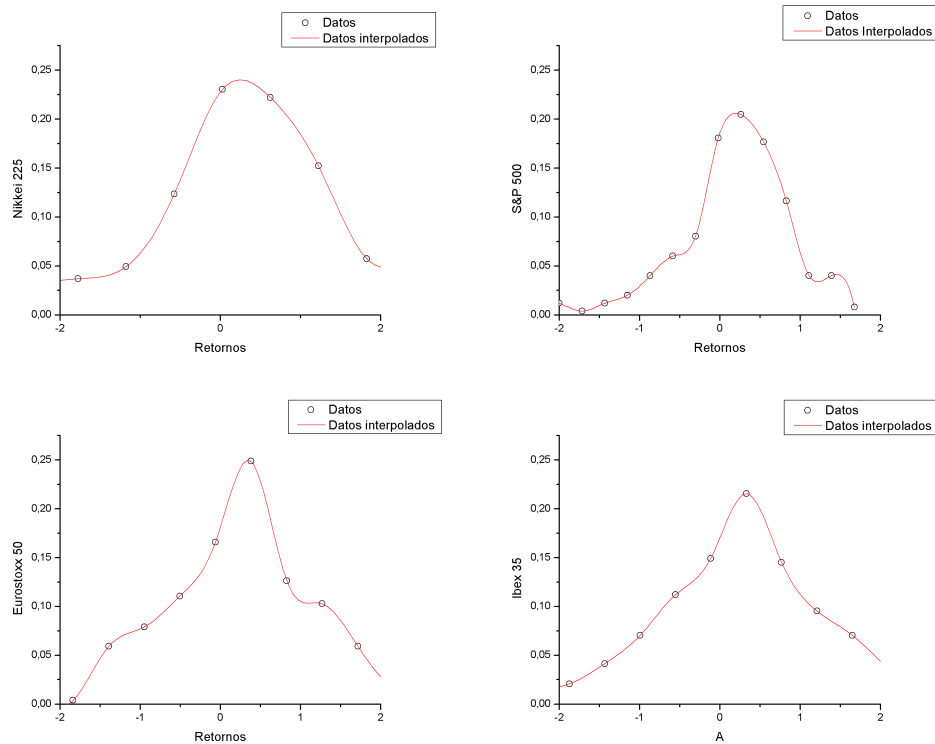 Datos
Datos interpolados
Nikkei 225
0,25
0,20
0,15
0,10
0,05
0,00
-2
0
2
Retornos
Datos
Datos Interpolados
S&P 500
0,25
0,20
0,15
0,10
0,05
0,00
-2
-1
0
1
2
Retornos
Datos
Datos interpolados
Eurostoxx 50
0,25
0,20
0,15
0,10
0,05
0,00
-2
-1
0
1
2
Retornos
Datos
Datos interpolados
Ibex 35
0,25
0,20
0,15
0,10
0,05
0,00
-2
-1
0
1
2
A